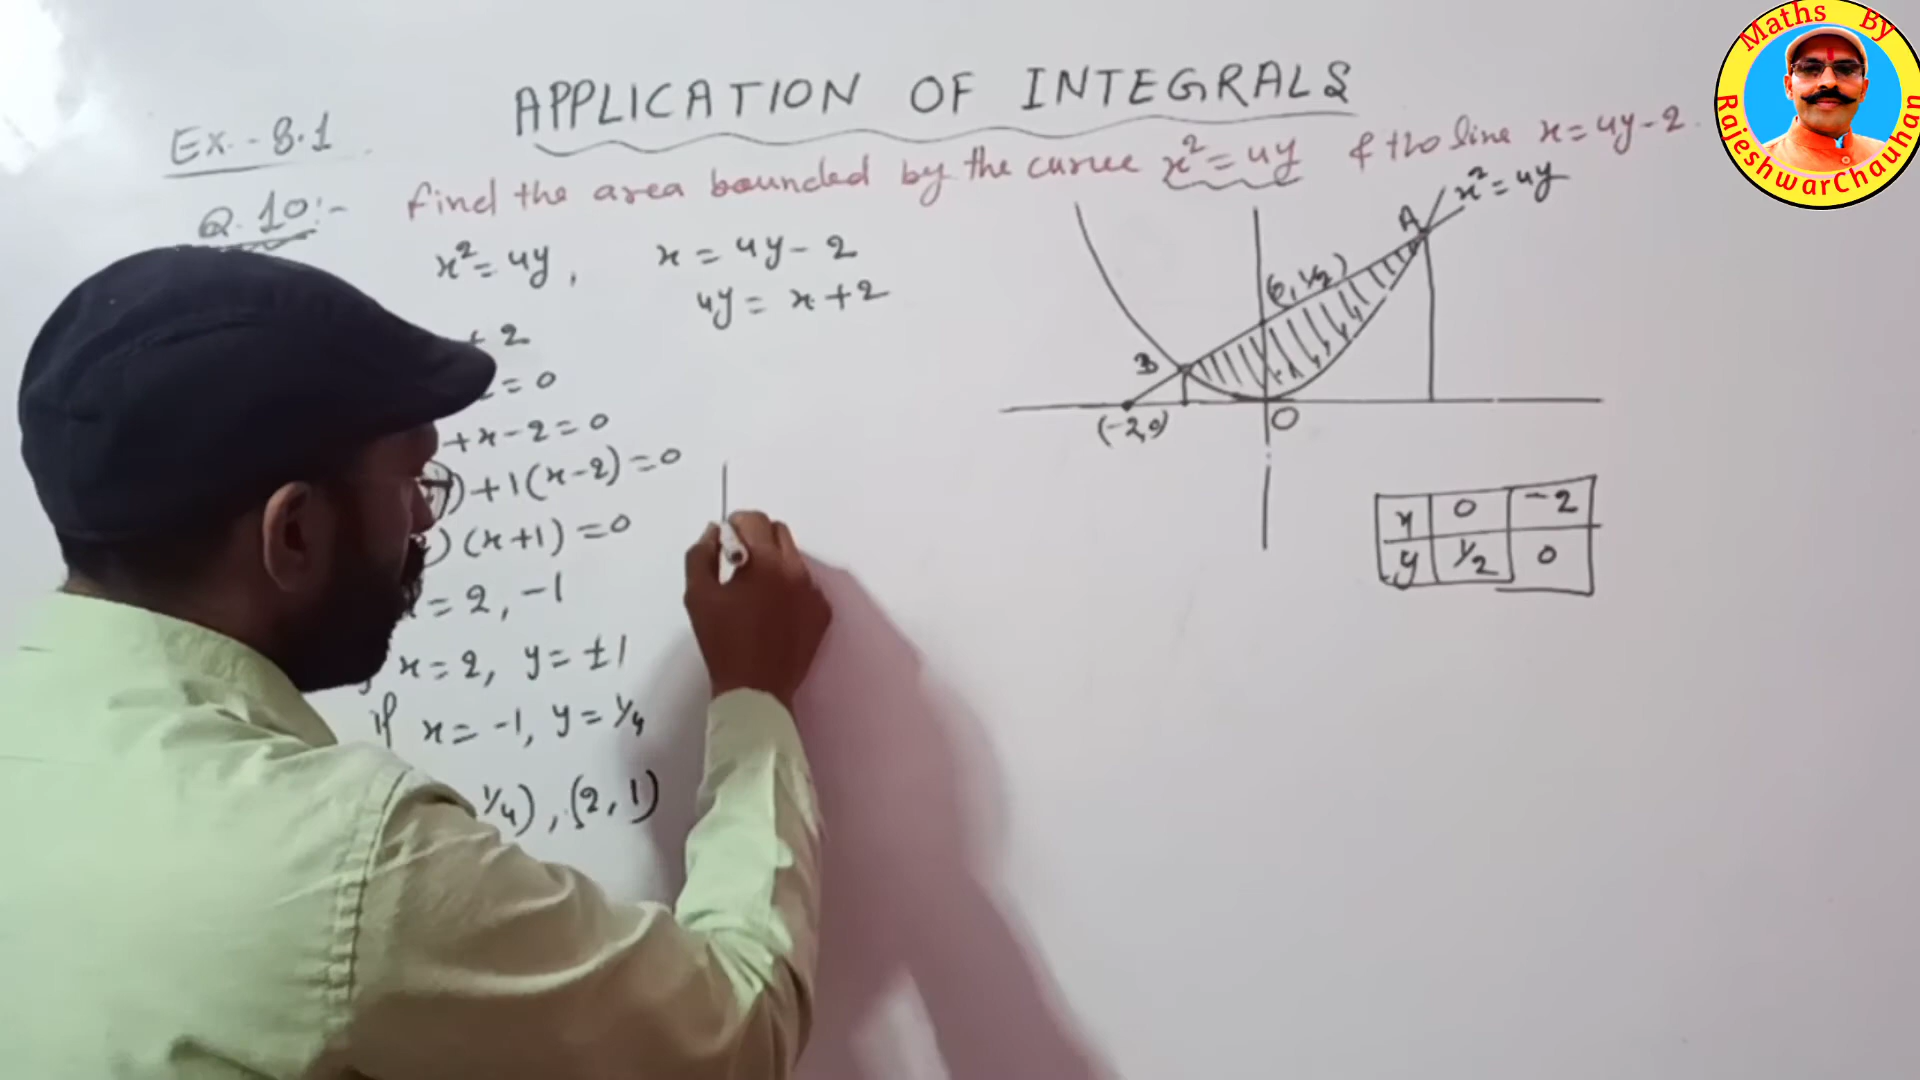 APPLICATION OF INTEGRALS
Ex.-8.1
Q.10:- Find the area bounded by the curve x² = 4y & the line x = 4y-2.
x² = 4y, x = 4y - 2
4y = x + 2
+ 2
= 0
+x-2=0
)+1(x-2)=0
)(x+1)=0
= 2, -1
x = 2, y = ±1
if x = -1, y = 1/4
1/4), (2, 1)
x² = 4y
A
(0, 1/2)
B
(-2,0)
O
x 0 -2
y 1/2 0
Maths By
RajeshwarChauhan